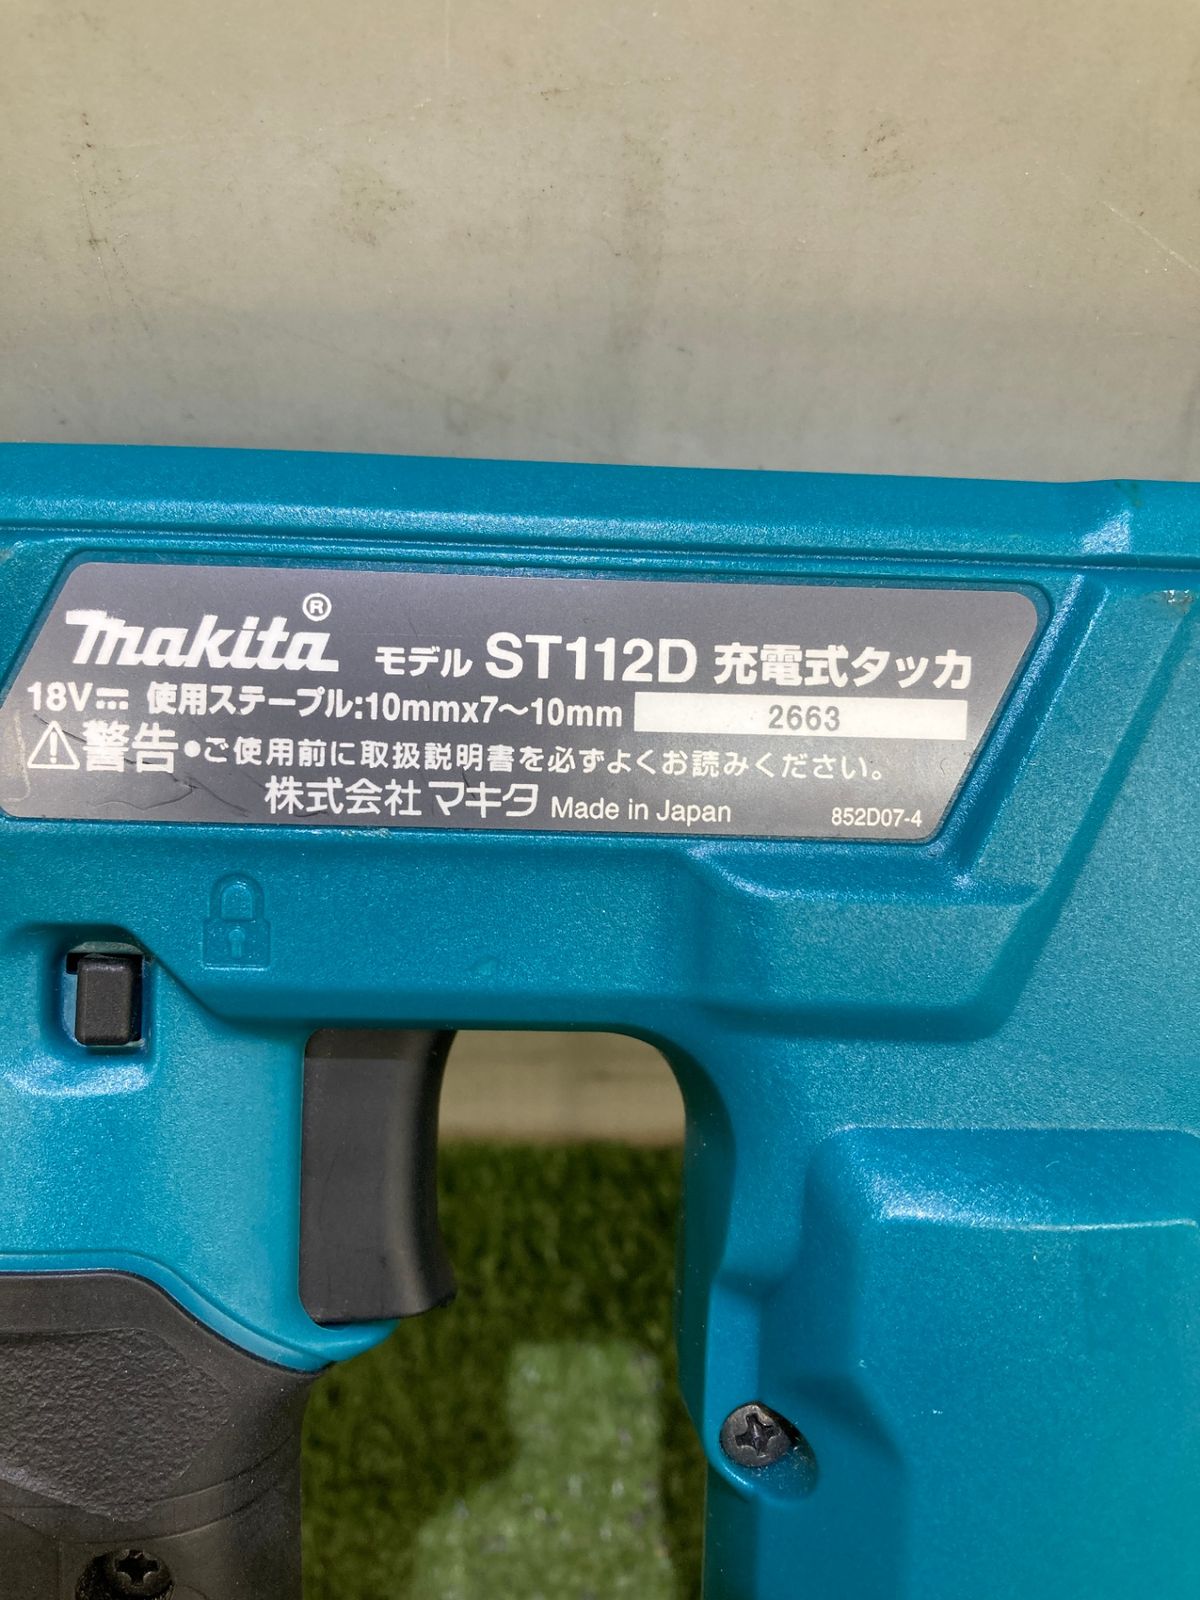 makita® モデル ST112D 充電式タッカ
18V⎓ 使用ステープル:10mmx7～10mm 2663
⚠警告 ●ご使用前に取扱説明書を必ずよくお読みください。
株式会社マキタ Made in Japan 852D07-4